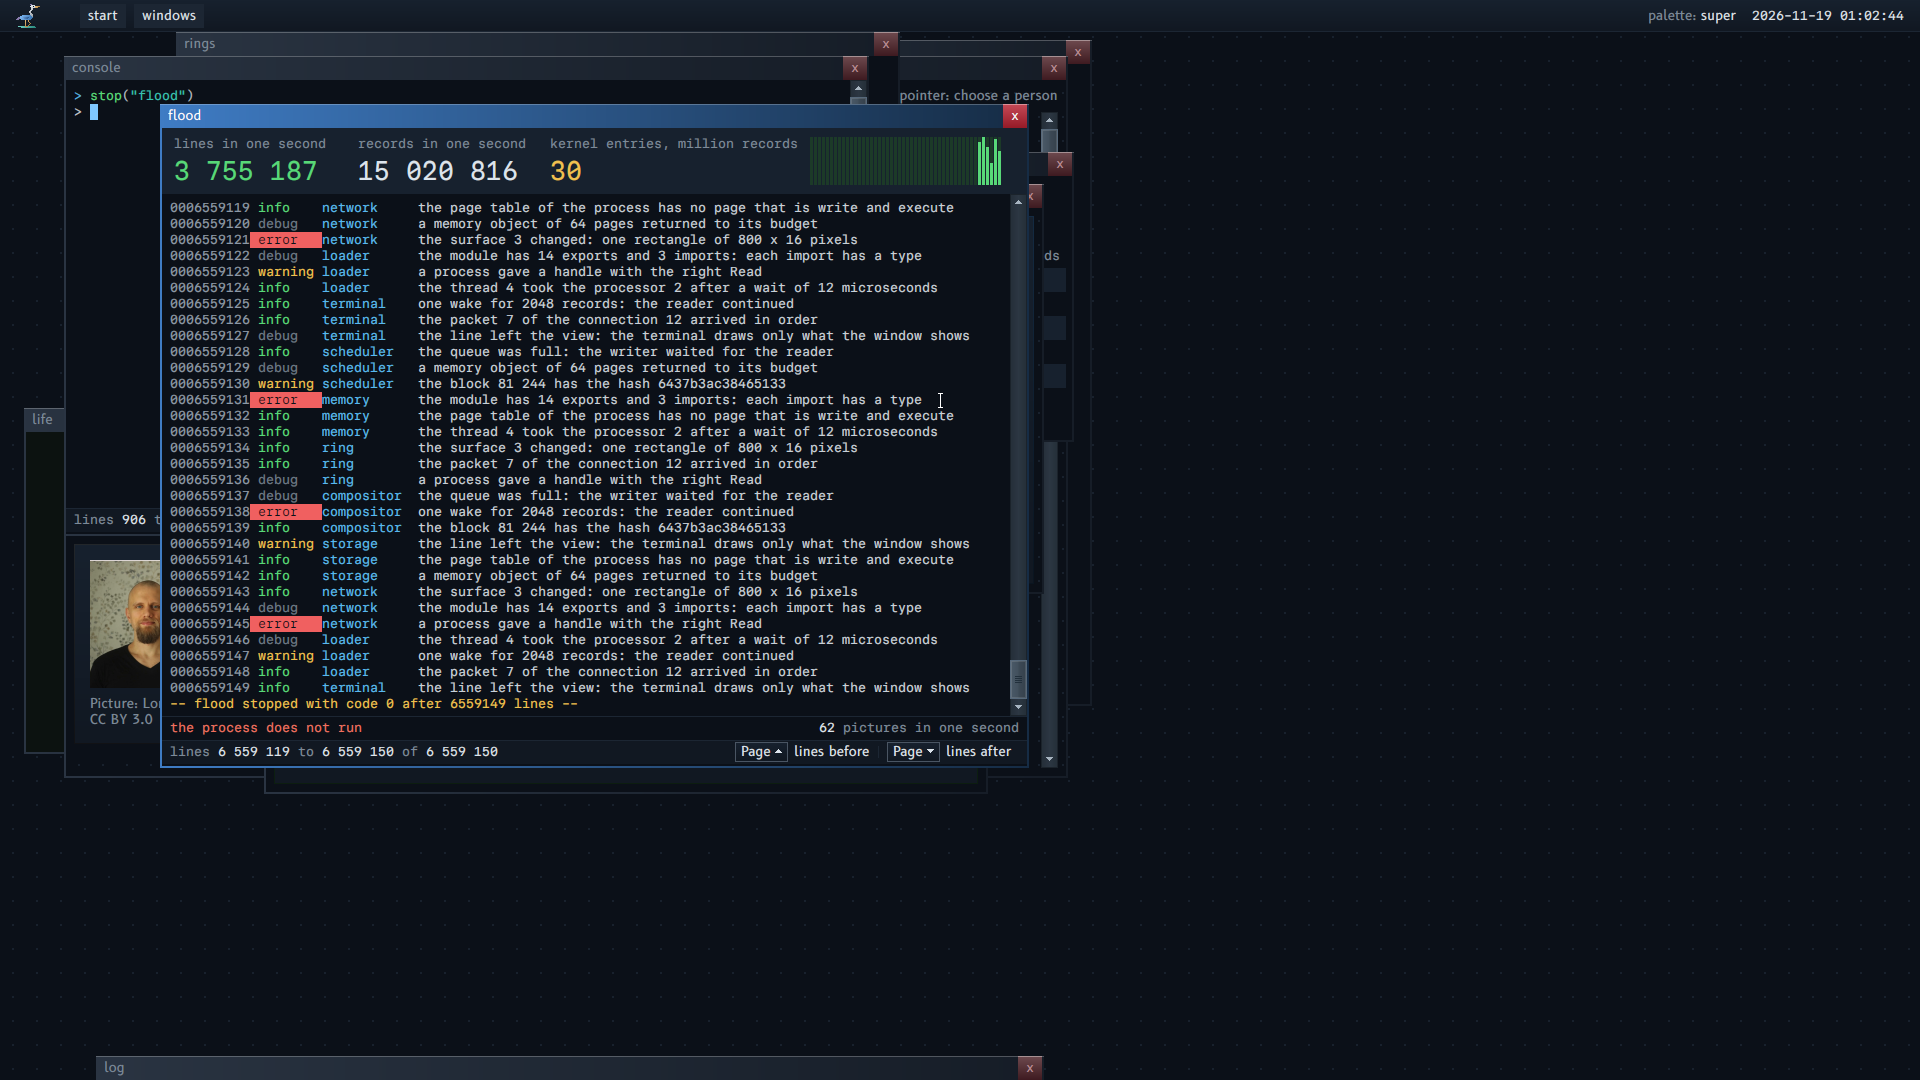 start windows palette: super 2026-11-19 01:02:44
rings x
x
console x
x
> stop("flood")
pointer: choose a person
>
flood x
lines in one second records in one second kernel entries, million records
3 755 187 15 020 816 30
x
x
ds
0006559119 info network the page table of the process has no page that is write and execute
0006559120 debug network a memory object of 64 pages returned to its budget
0006559121 error network the surface 3 changed: one rectangle of 800 x 16 pixels
0006559122 debug loader the module has 14 exports and 3 imports: each import has a type
0006559123 warning loader a process gave a handle with the right Read
0006559124 info loader the thread 4 took the processor 2 after a wait of 12 microseconds
0006559125 info terminal one wake for 2048 records: the reader continued
0006559126 info terminal the packet 7 of the connection 12 arrived in order
0006559127 debug terminal the line left the view: the terminal draws only what the window shows
0006559128 info scheduler the queue was full: the writer waited for the reader
0006559129 debug scheduler a memory object of 64 pages returned to its budget
0006559130 warning scheduler the block 81 244 has the hash 6437b3ac38465133
0006559131 error memory the module has 14 exports and 3 imports: each import has a type
0006559132 info memory the page table of the process has no page that is write and execute
0006559133 info memory the thread 4 took the processor 2 after a wait of 12 microseconds
0006559134 info ring the surface 3 changed: one rectangle of 800 x 16 pixels
0006559135 info ring the packet 7 of the connection 12 arrived in order
0006559136 debug ring a process gave a handle with the right Read
0006559137 debug compositor the queue was full: the writer waited for the reader
0006559138 error compositor one wake for 2048 records: the reader continued
0006559139 info compositor the block 81 244 has the hash 6437b3ac38465133
0006559140 warning storage the line left the view: the terminal draws only what the window shows
0006559141 info storage the page table of the process has no page that is write and execute
0006559142 info storage a memory object of 64 pages returned to its budget
0006559143 info network the surface 3 changed: one rectangle of 800 x 16 pixels
0006559144 debug network the module has 14 exports and 3 imports: each import has a type
0006559145 error network a process gave a handle with the right Read
0006559146 debug loader the thread 4 took the processor 2 after a wait of 12 microseconds
0006559147 warning loader one wake for 2048 records: the reader continued
0006559148 info loader the packet 7 of the connection 12 arrived in order
0006559149 info terminal the line left the view: the terminal draws only what the window shows
-- flood stopped with code 0 after 6559149 lines --
the process does not run 62 pictures in one second
lines 6 559 119 to 6 559 150 of 6 559 150 Page lines before Page lines after
life
lines 906 t
Picture: Lo
CC BY 3.0
log x